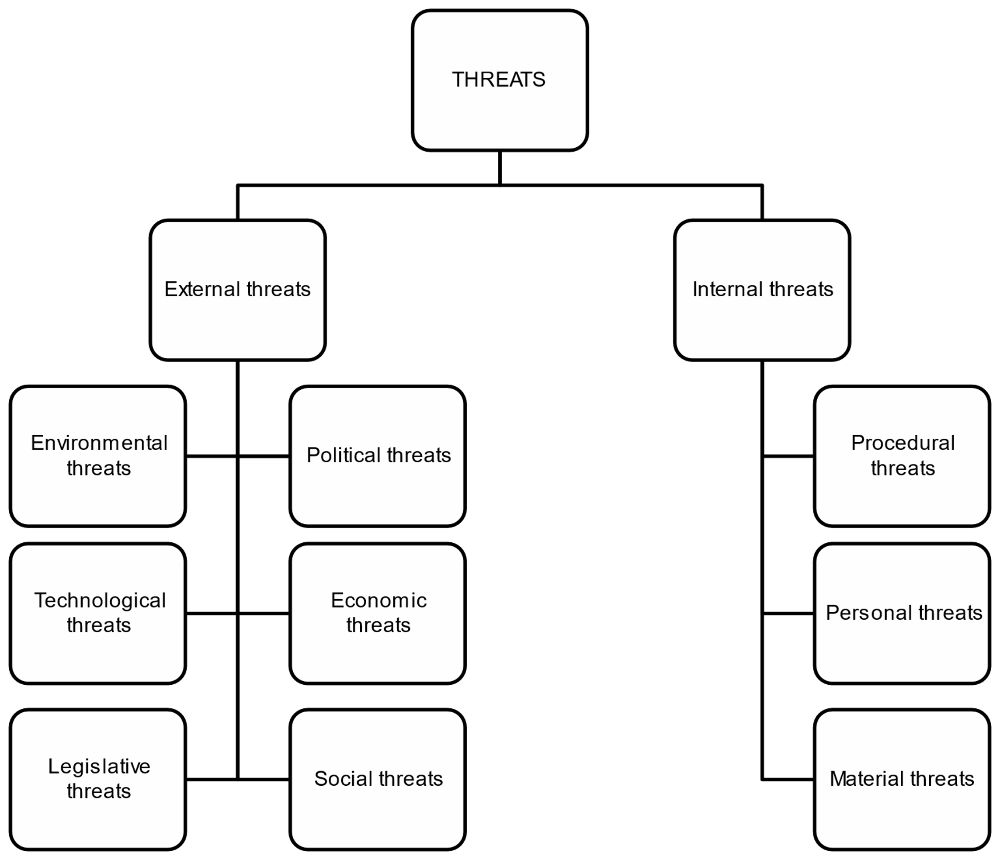 THREATS
External threats
Internal threats
Environmental
threats
Political threats
Procedural
threats
Technological
threats
Economic
threats
Personal threats
Legislative
threats
Social threats
Material threats